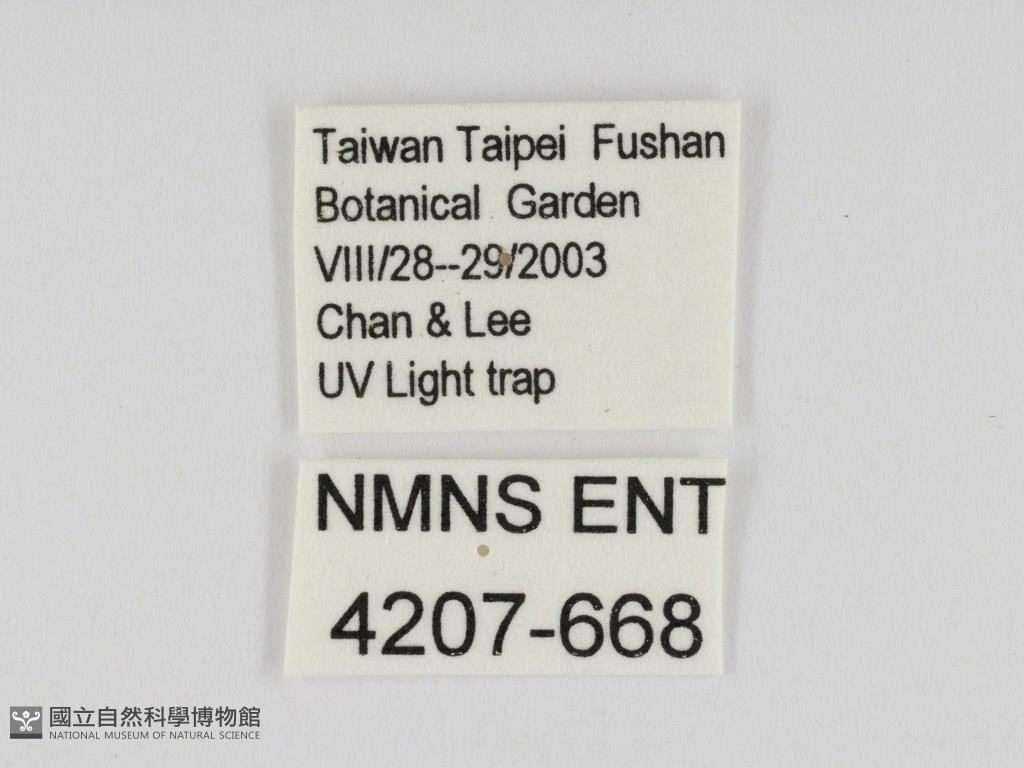 Taiwan Taipei Fushan
Botanical Garden
VIII/28--29/2003
Chan & Lee
UV Light trap
NMNS ENT
4207-668
國立自然科學博物館
NATIONAL MUSEUM OF NATURAL SCIENCE